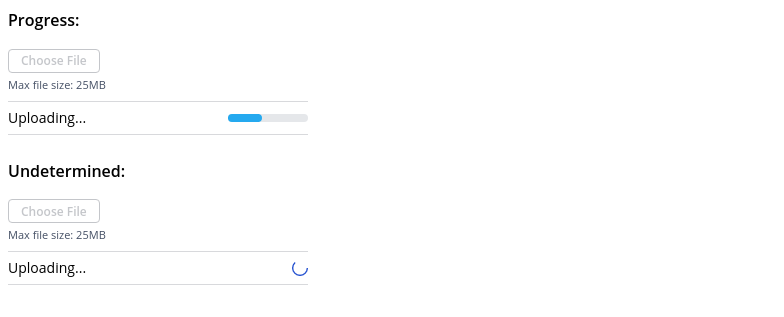 Progress:
Choose File
Max file size: 25MB
Uploading...
Undetermined:
Choose File
Max file size: 25MB
Uploading...